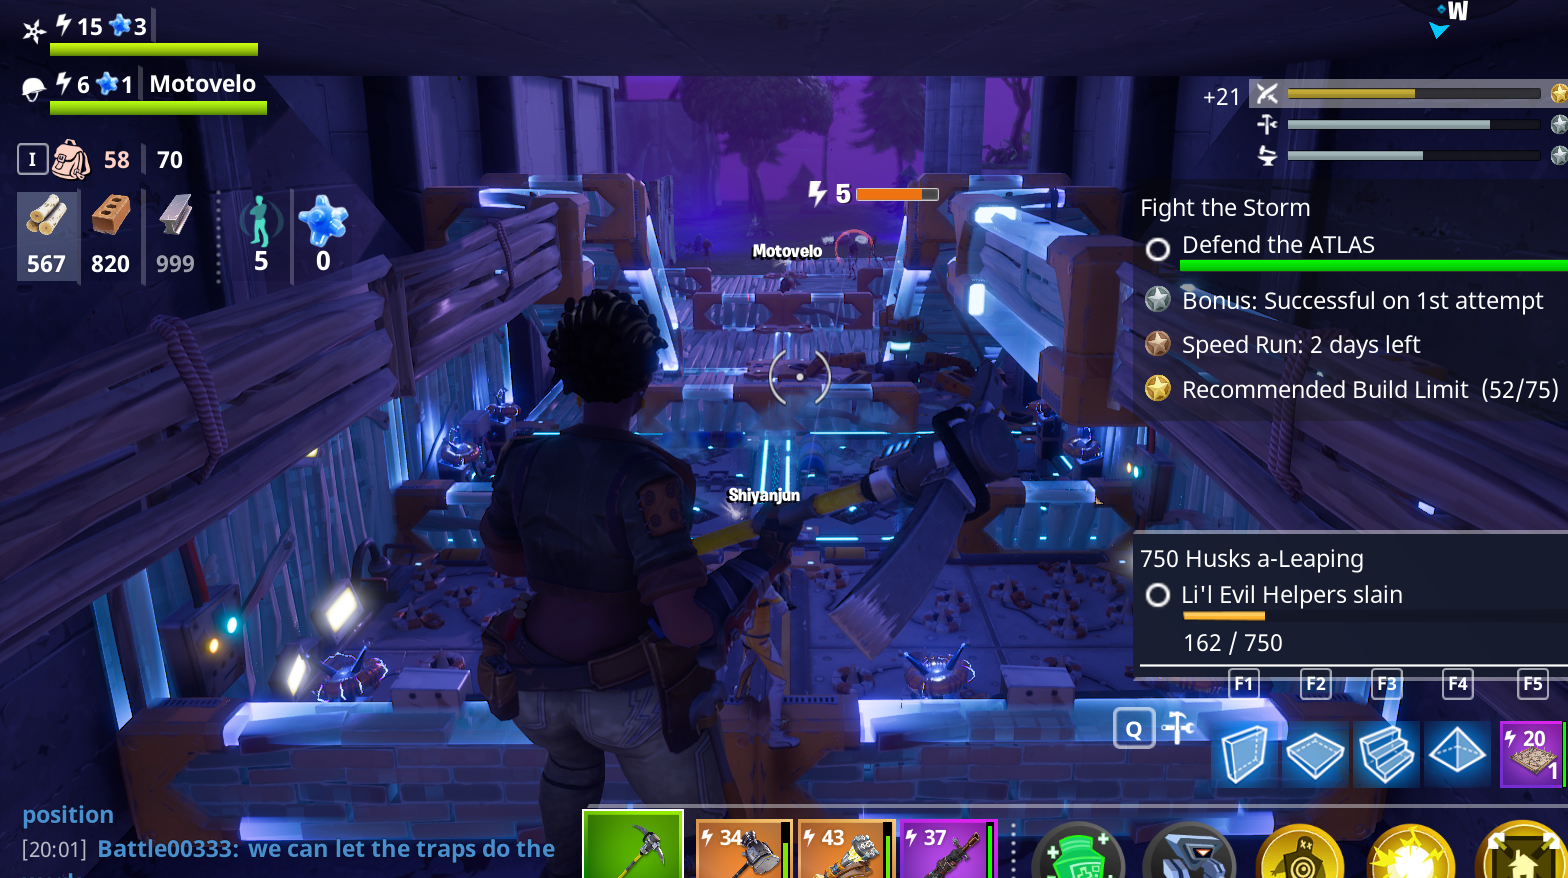 15 3
6 1 Motovelo
I 58 70
567 820 999 5 0
W
+21
5
Motovelo
Shiyanjun
Fight the Storm
Defend the ATLAS
Bonus: Successful on 1st attempt
Speed Run: 2 days left
Recommended Build Limit (52/75)
750 Husks a-Leaping
Li'l Evil Helpers slain
162 / 750
F1 F2 F3 F4 F5
Q
20
1
position
[20:01] Battle00333: we can let the traps do the
34 43 37